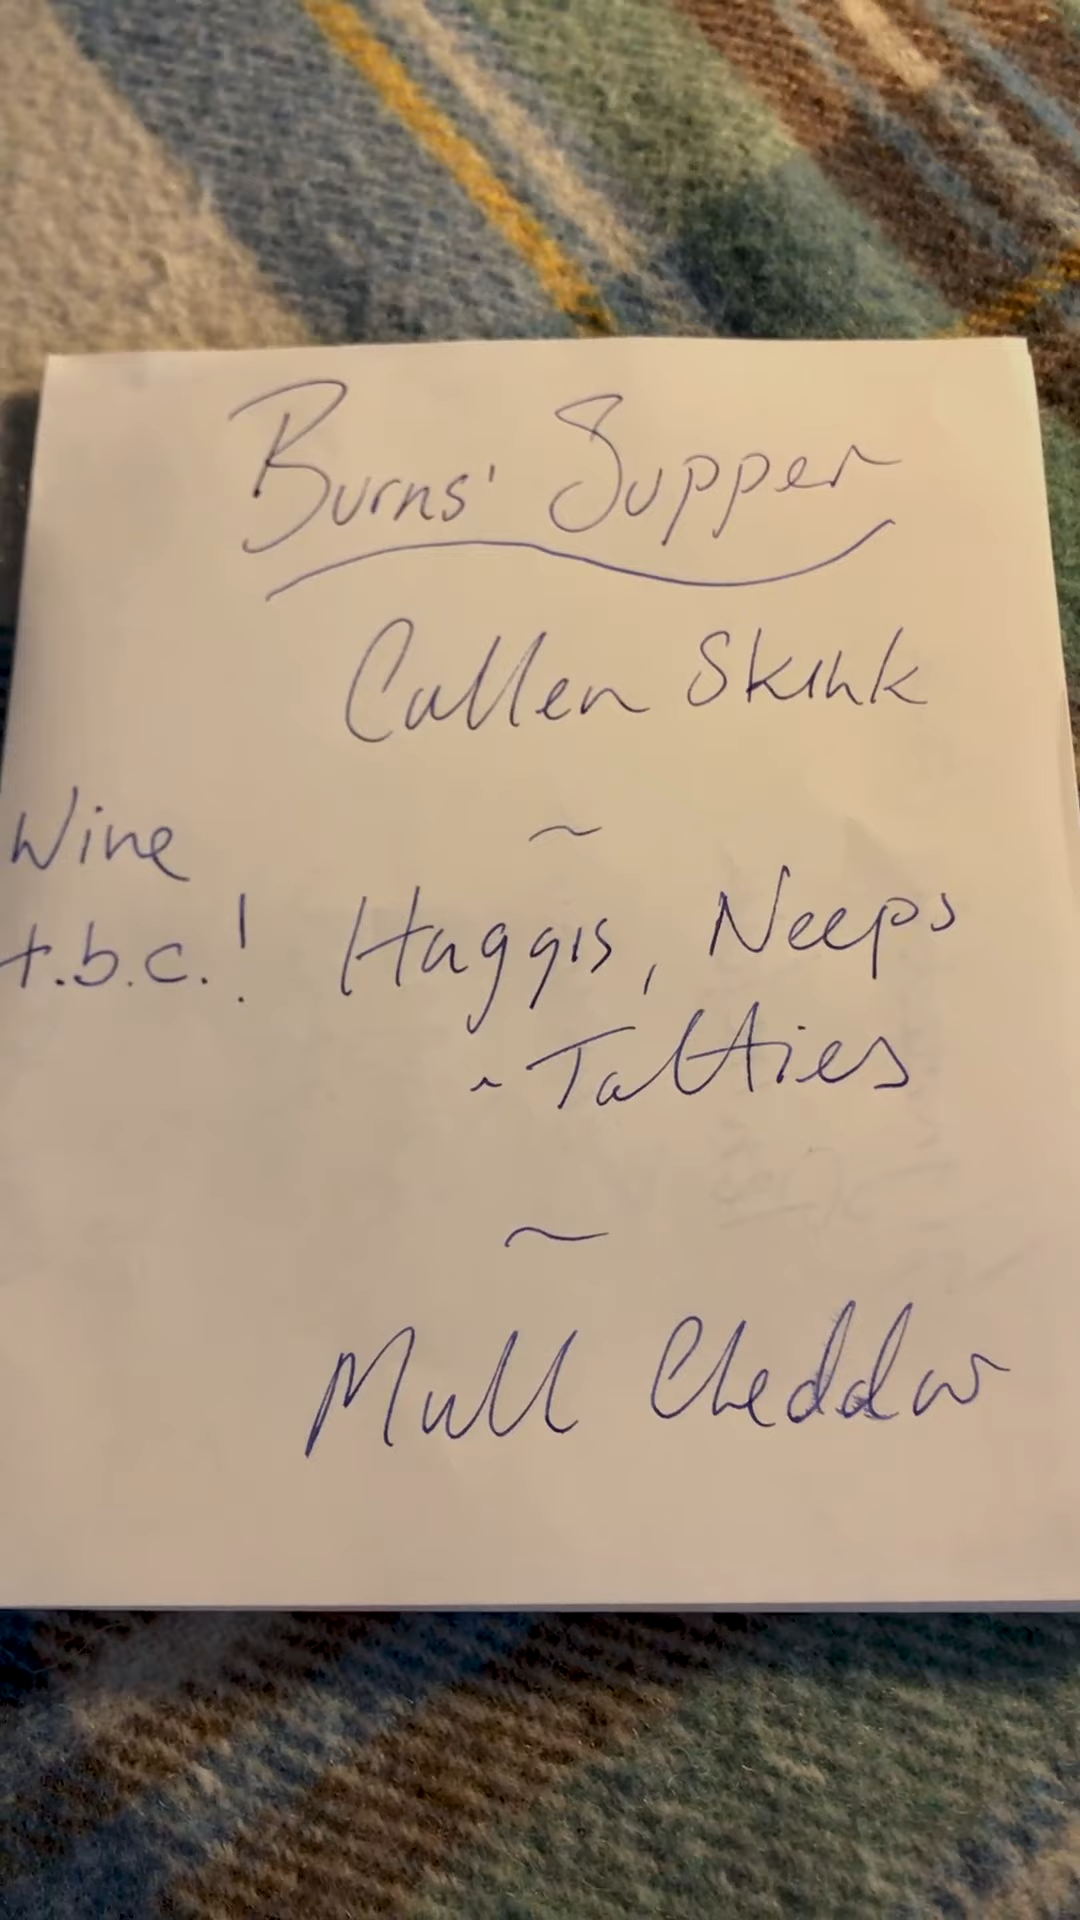 Burns' Supper
Cullen Skink
~
Wine
t.b.c.!
Haggis, Neeps
~ Tatties
~
Mull Cheddar